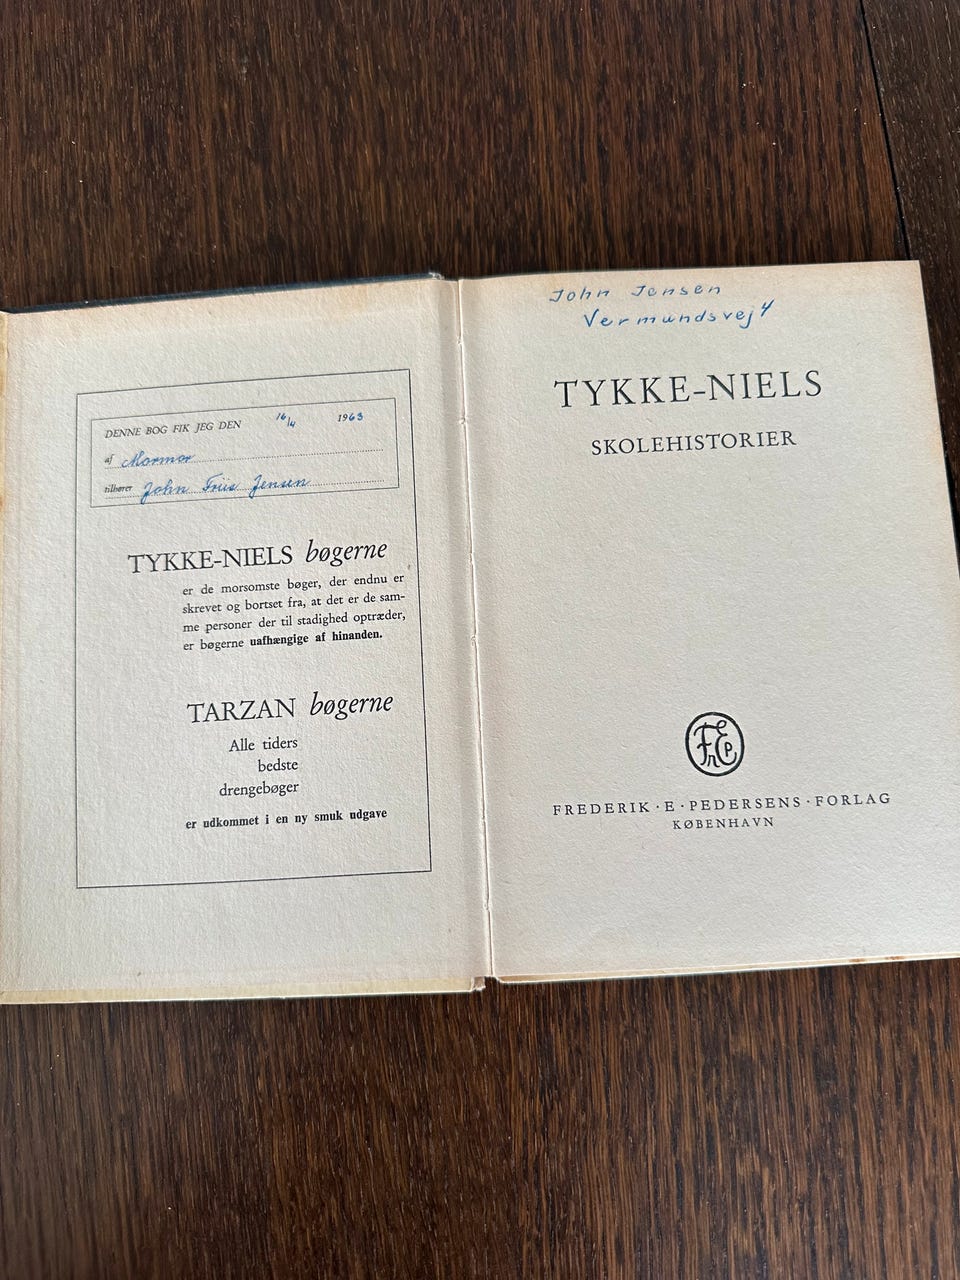 DENNE BOG FIK JEG DEN 16/4 1963
af Mormor
tilhører John Friis Jensen
TYKKE-NIELS bøgerne
er de morsomste bøger, der endnu er
skrevet og bortset fra, at det er de sam-
me personer der til stadighed optræder,
er bøgerne uafhængige af hinanden.
TARZAN bøgerne
Alle tiders
bedste
drengebøger
er udkommet i en ny smuk udgave
John Jensen
Vermundsvej 4
TYKKE-NIELS
SKOLEHISTORIER
FrEP
FREDERIK · E · PEDERSENS · FORLAG
KØBENHAVN